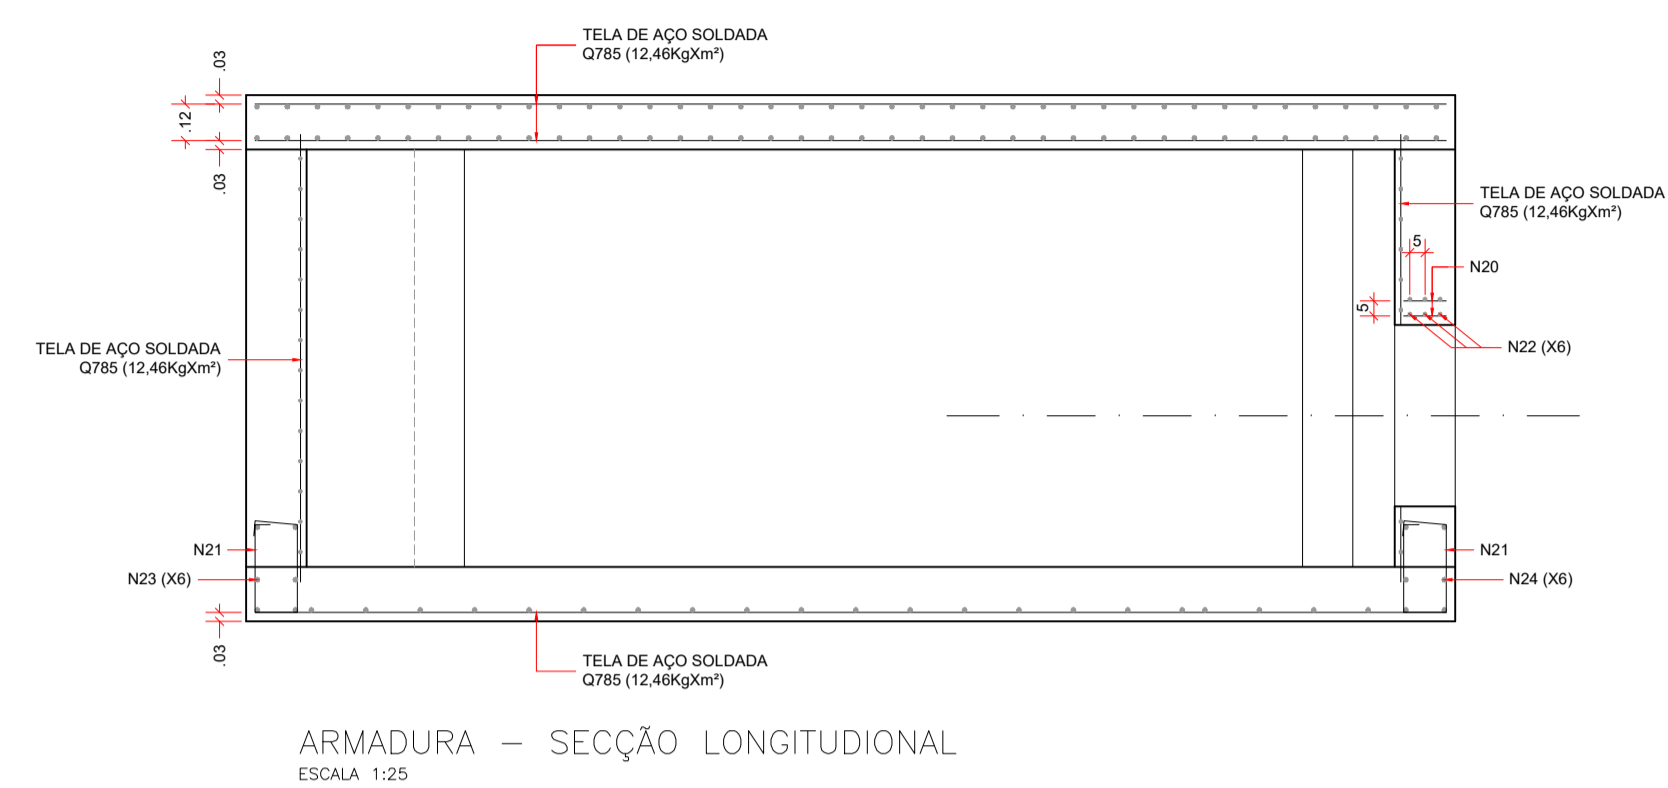 TELA DE AÇO SOLDADA
Q785 (12,46KgXm²)
.03
.12
.03
TELA DE AÇO SOLDADA
Q785 (12,46KgXm²)
5
N20
5
N22 (X6)
TELA DE AÇO SOLDADA
Q785 (12,46KgXm²)
N21
N21
N23 (X6)
N24 (X6)
.03
TELA DE AÇO SOLDADA
Q785 (12,46KgXm²)
ARMADURA – SECÇÃO LONGITUDIONAL
ESCALA 1:25